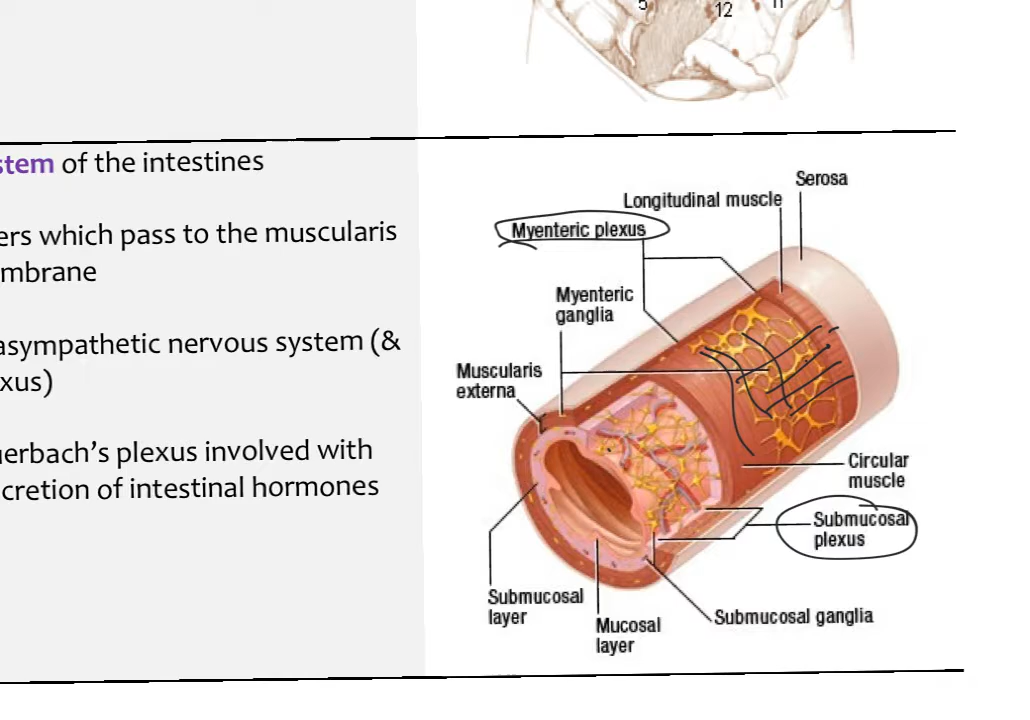 12
11
stem of the intestines
ers which pass to the muscularis
mbrane
asympathetic nervous system (&
xus)
uerbach’s plexus involved with
cretion of intestinal hormones
Serosa
Longitudinal muscle
Myenteric plexus
Myenteric
ganglia
Muscularis
externa
Circular
muscle
Submucosal
plexus
Submucosal
layer
Mucosal
layer
Submucosal ganglia